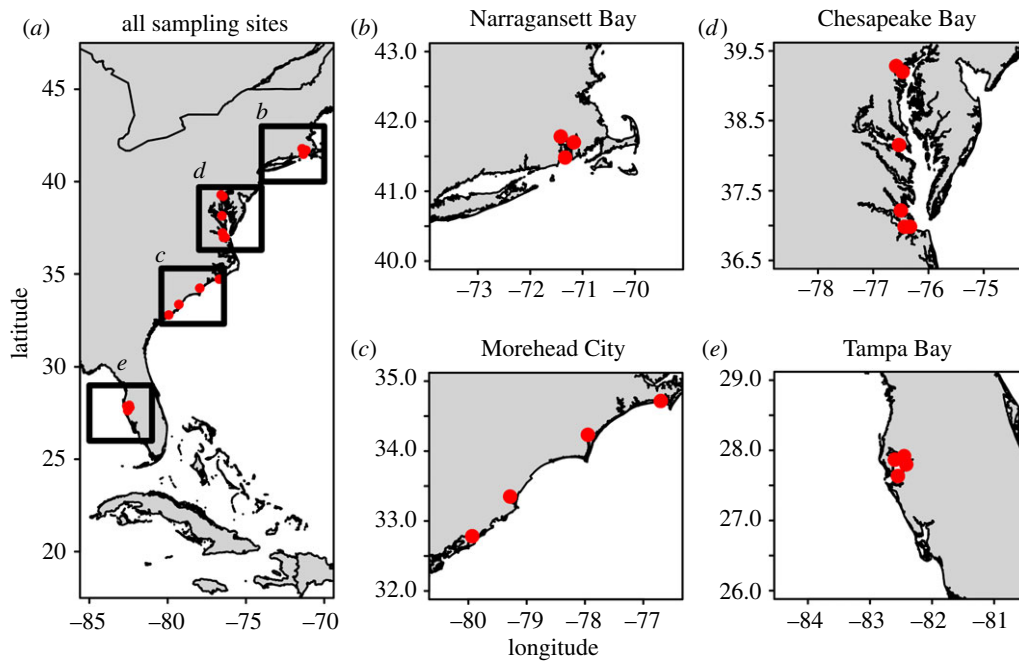 (a) all sampling sites
45
40
35
30
25
20
b
d
c
e
−85 −80 −75 −70
latitude
(b) Narragansett Bay
43.0
42.0
41.0
40.0
−73 −72 −71 −70
(d) Chesapeake Bay
39.5
38.5
37.5
36.5
−78 −77 −76 −75
(c) Morehead City
35.0
34.0
33.0
32.0
−80 −79 −78 −77
longitude
(e) Tampa Bay
29.0
28.0
27.0
26.0
−84 −83 −82 −81